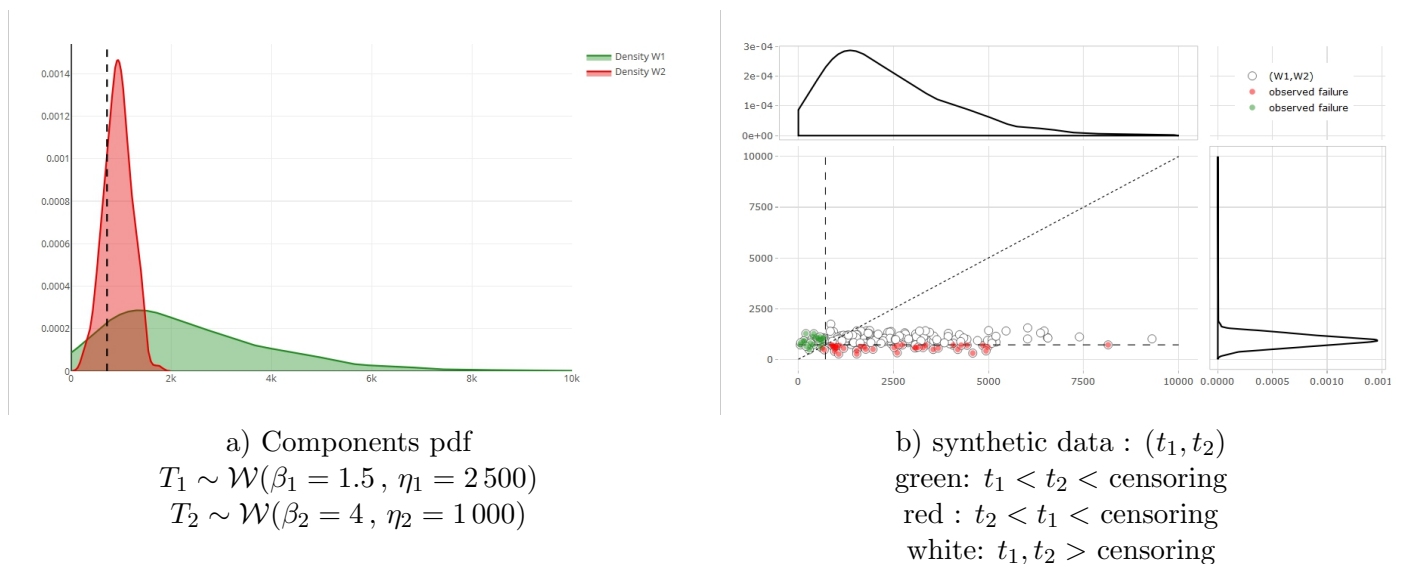 0.0014
0.0012
0.001
0.0008
0.0006
0.0004
0.0002
0
0
2k
4k
6k
8k
10k
Density W1
Density W2
3e-04
2e-04
1e-04
0e+00
10000
7500
5000
2500
0
0
2500
5000
7500
10000
0.0000
0.0005
0.0010
0.001
(W1,W2)
observed failure
observed failure
a) Components pdf
T₁ ∼ 𝒲(β₁ = 1.5 , η₁ = 2 500)
T₂ ∼ 𝒲(β₂ = 4 , η₂ = 1 000)
b) synthetic data : (t₁, t₂)
green: t₁ < t₂ < censoring
red : t₂ < t₁ < censoring
white: t₁, t₂ > censoring